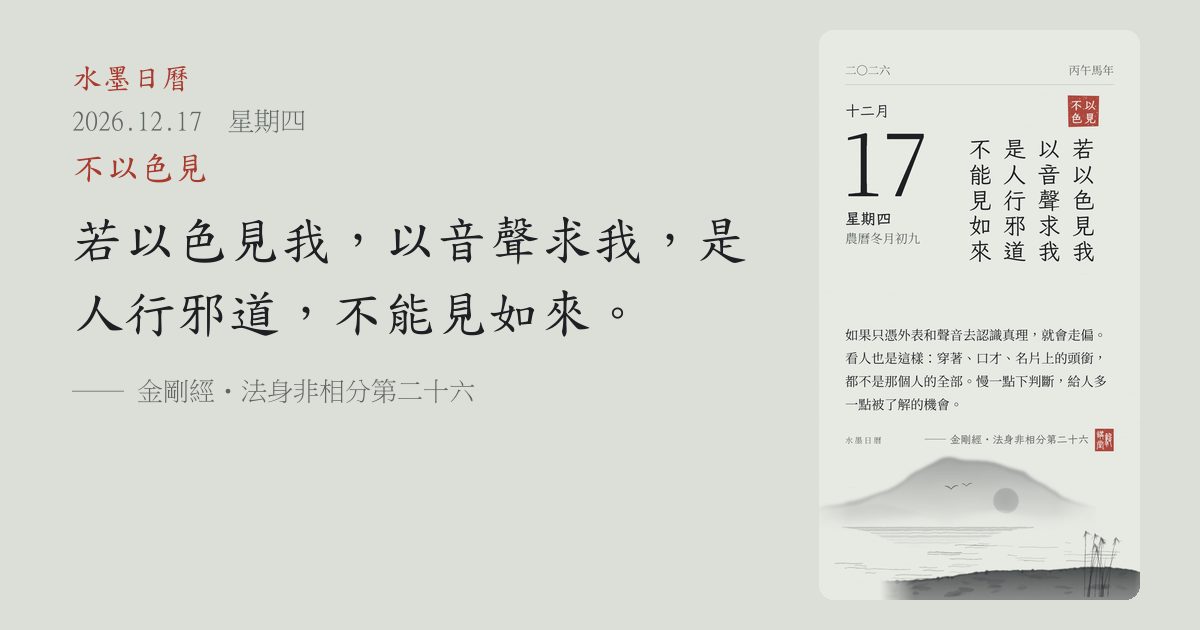 水墨日曆
2026.12.17 星期四
不以色見
若以色見我，以音聲求我，是
人行邪道，不能見如來。
—— 金剛經・法身非相分第二十六
二〇二六
丙午馬年
十二月
17
星期四
農曆冬月初九
不以色見
若以色見我
以音聲求我
是人行邪道
不能見如來
如果只憑外表和聲音去認識真理，就會走偏。
看人也是這樣：穿著、口才、名片上的頭銜，
都不是那個人的全部。慢一點下判斷，給人多
一點被了解的機會。
水墨日曆
—— 金剛經・法身非相分第二十六